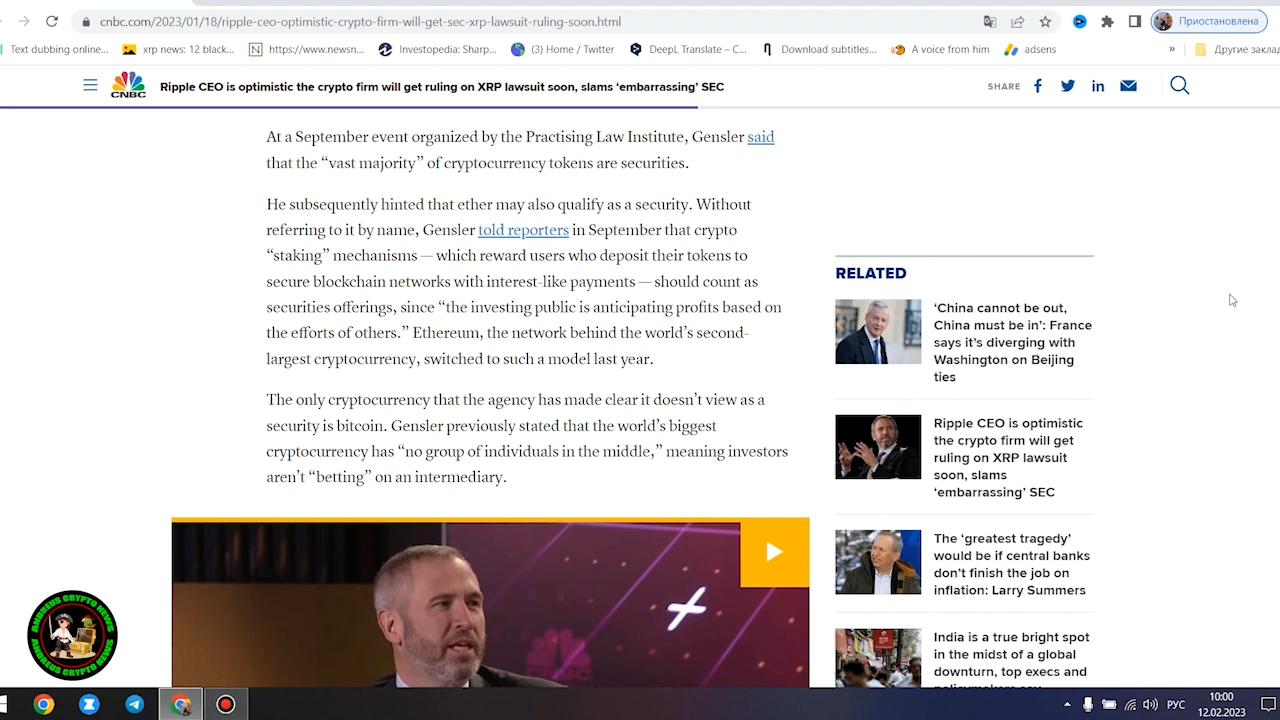 cnbc.com/2023/01/18/ripple-ceo-optimistic-crypto-firm-will-get-sec-xrp-lawsuit-ruling-soon.html
Приостановлена
Text dubbing online...
xrp news: 12 black...
https://www.newsn...
Investopedia: Sharp...
(3) Home / Twitter
DeepL Translate – C...
Download subtitles...
A voice from him
adsens
»
Другие заклад
CNBC
Ripple CEO is optimistic the crypto firm will get ruling on XRP lawsuit soon, slams ‘embarrassing’ SEC
SHARE
At a September event organized by the Practising Law Institute, Gensler said
that the “vast majority” of cryptocurrency tokens are securities.
He subsequently hinted that ether may also qualify as a security. Without
referring to it by name, Gensler told reporters in September that crypto
“staking” mechanisms — which reward users who deposit their tokens to
secure blockchain networks with interest-like payments — should count as
securities offerings, since “the investing public is anticipating profits based on
the efforts of others.” Ethereum, the network behind the world’s second-
largest cryptocurrency, switched to such a model last year.
The only cryptocurrency that the agency has made clear it doesn’t view as a
security is bitcoin. Gensler previously stated that the world’s biggest
cryptocurrency has “no group of individuals in the middle,” meaning investors
aren’t “betting” on an intermediary.
RELATED
‘China cannot be out,
China must be in’: France
says it’s diverging with
Washington on Beijing
ties
Ripple CEO is optimistic
the crypto firm will get
ruling on XRP lawsuit
soon, slams
‘embarrassing’ SEC
The ‘greatest tragedy’
would be if central banks
don’t finish the job on
inflation: Larry Summers
India is a true bright spot
in the midst of a global
downturn, top execs and
ANDREUS CRYPTO NEWS
ANDREUS CRYPTO NEWS
РУС
10:00
12.02.2023